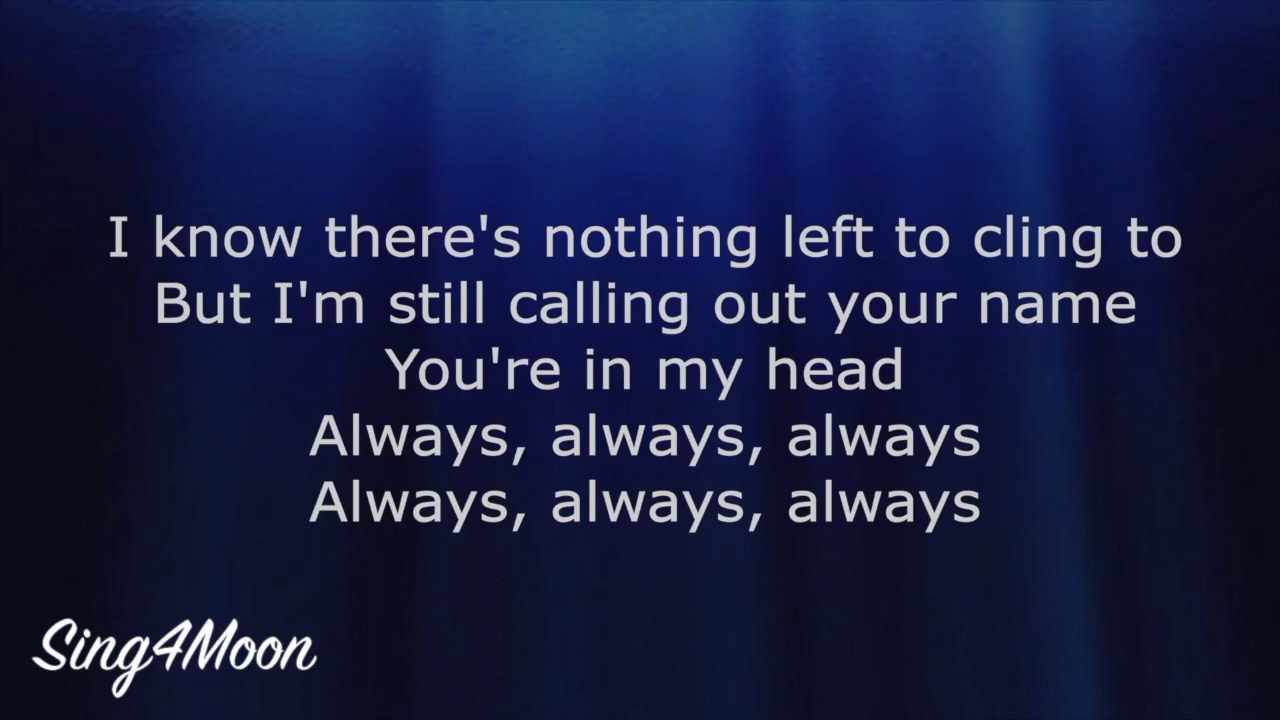 I know there's nothing left to cling to
But I'm still calling out your name
You're in my head
Always, always, always
Always, always, always
Sing4Moon